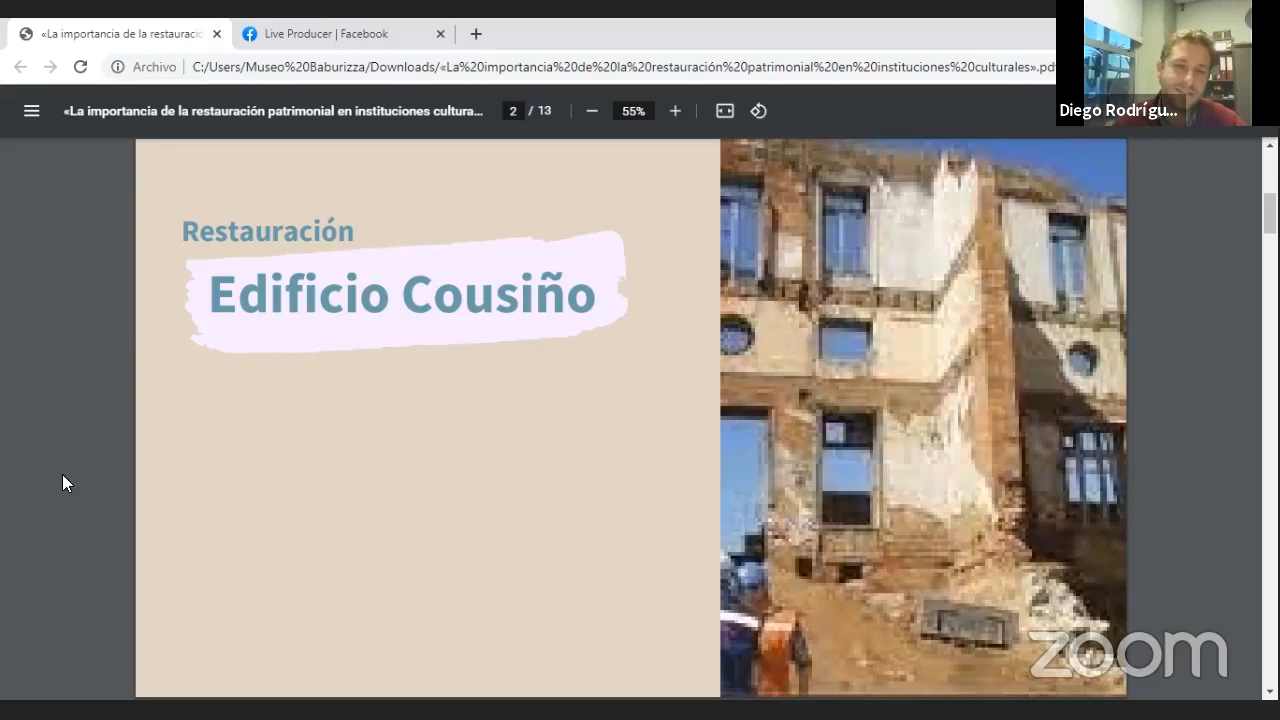 «La importancia de la restauració
Live Producer | Facebook
Archivo
C:/Users/Museo%20Baburizza/Downloads/«La%20importancia%20de%20la%20restauración%20patrimonial%20en%20instituciones%20culturales».pdf
Diego Rodrígu...
«La importancia de la restauración patrimonial en instituciones cultura...
2 / 13
55%
Restauración
Edificio Cousiño
zoom